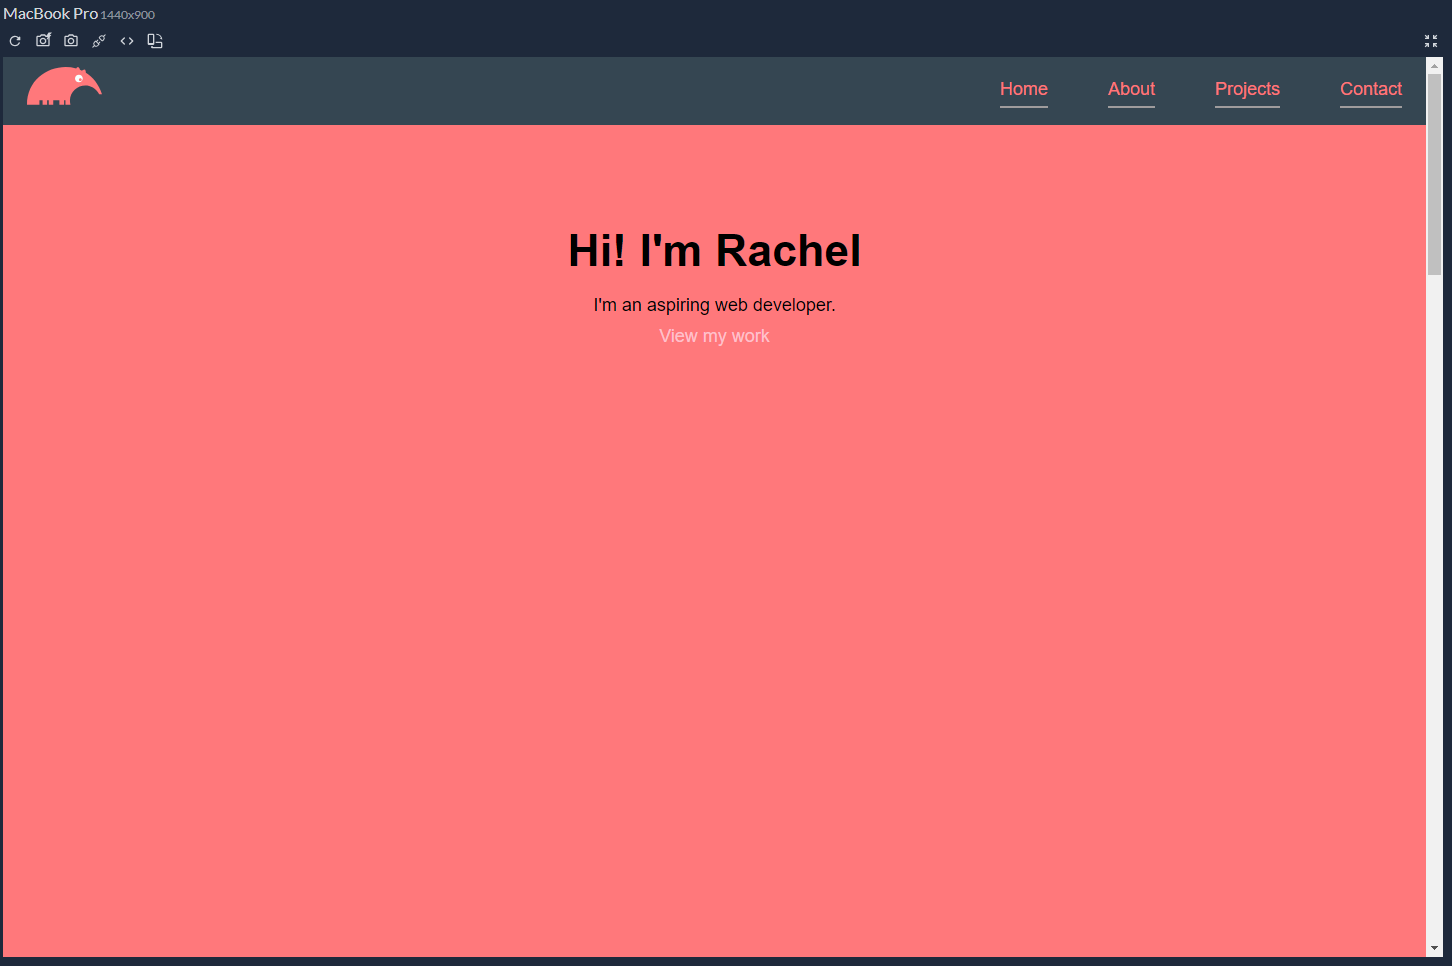 MacBook Pro 1440x900
Home About Projects Contact
Hi! I'm Rachel
I'm an aspiring web developer.
View my work